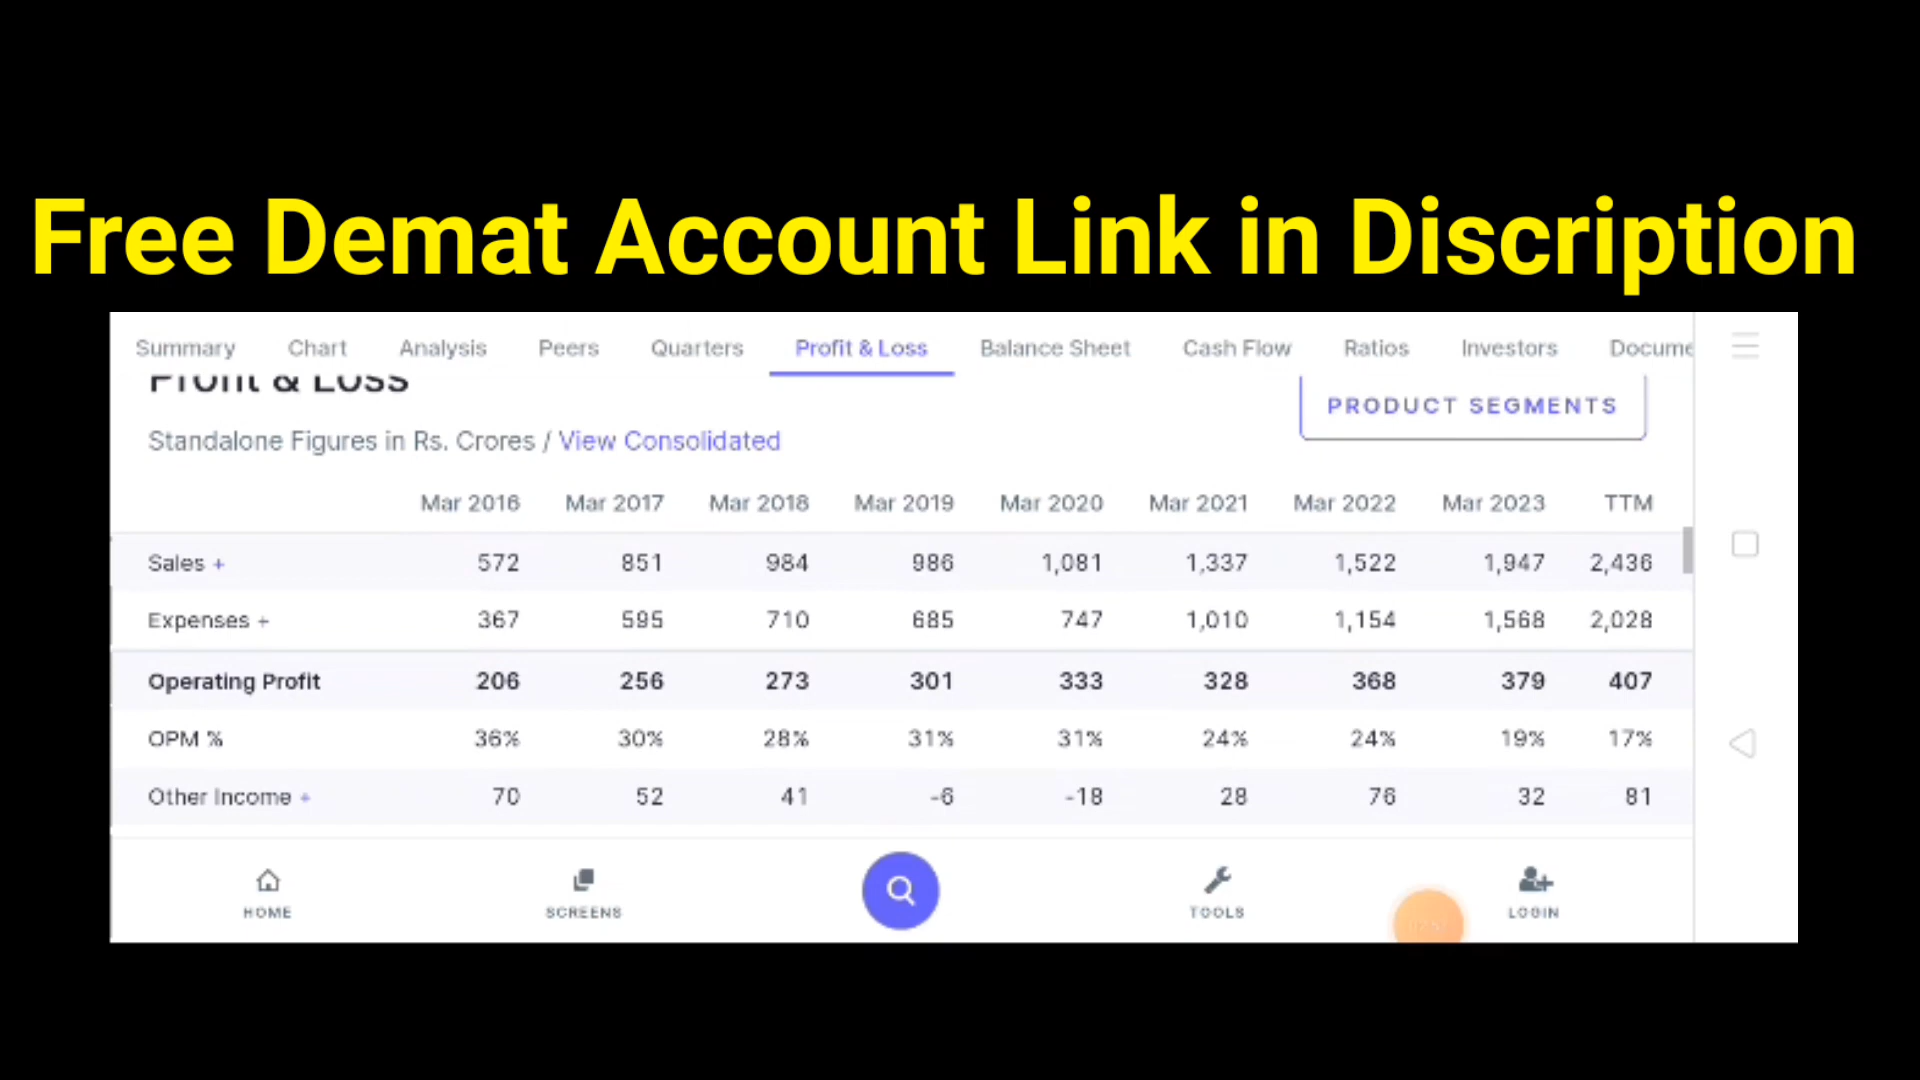 Free Demat Account Link in Discription
Summary Chart Analysis Peers Quarters Profit & Loss Balance Sheet Cash Flow Ratios Investors Docume
Profit & Loss
PRODUCT SEGMENTS
Standalone Figures in Rs. Crores / View Consolidated
Mar 2016 Mar 2017 Mar 2018 Mar 2019 Mar 2020 Mar 2021 Mar 2022 Mar 2023 TTM
Sales + 572 851 984 986 1,081 1,337 1,522 1,947 2,436
Expenses + 367 595 710 685 747 1,010 1,154 1,568 2,028
Operating Profit 206 256 273 301 333 328 368 379 407
OPM % 36% 30% 28% 31% 31% 24% 24% 19% 17%
Other Income + 70 52 41 -6 -18 28 76 32 81
HOME SCREENS TOOLS LOGIN